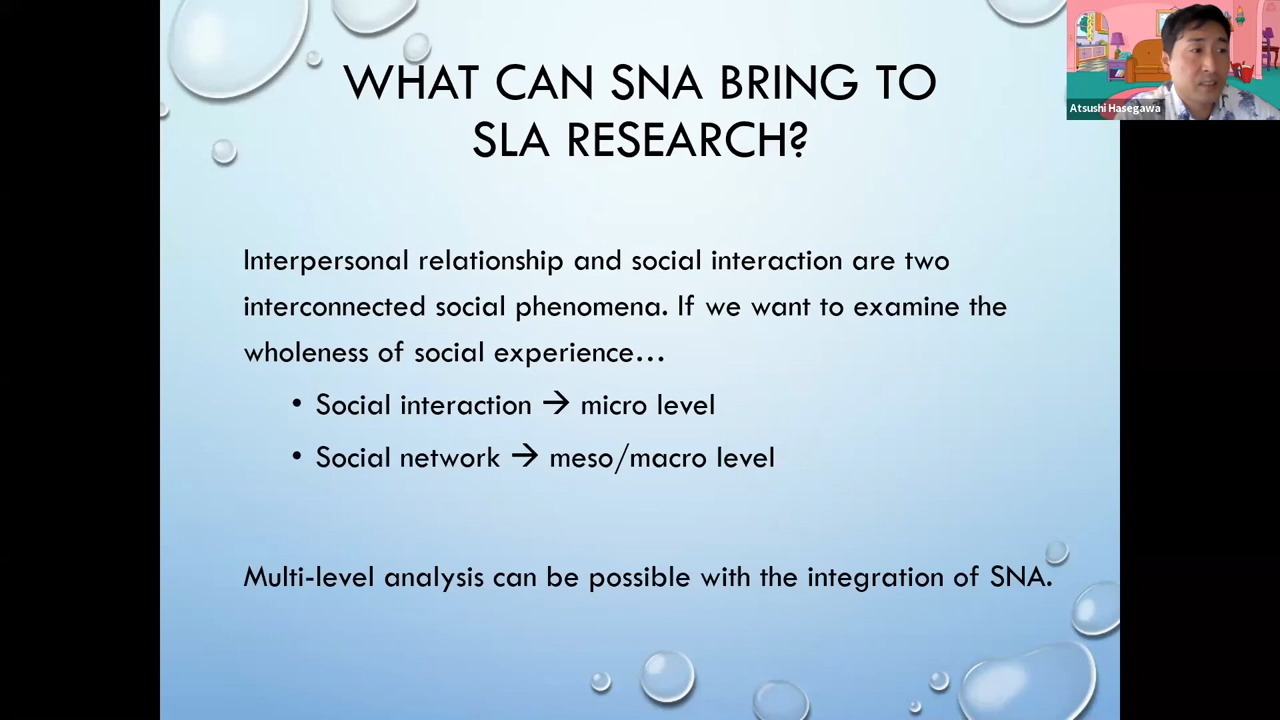 WHAT CAN SNA BRING TO
SLA RESEARCH?
Atsushi Hasegawa
Interpersonal relationship and social interaction are two
interconnected social phenomena. If we want to examine the
wholeness of social experience…
• Social interaction → micro level
• Social network → meso/macro level
Multi-level analysis can be possible with the integration of SNA.